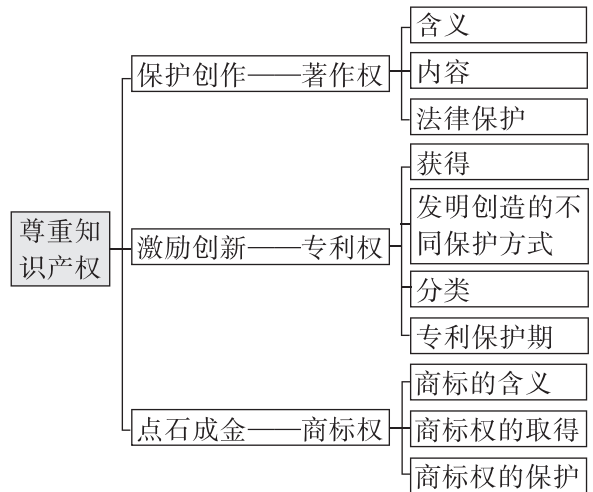 尊重知
识产权
保护创作——著作权
含义
内容
法律保护
激励创新——专利权
获得
发明创造的不
同保护方式
分类
专利保护期
点石成金——商标权
商标的含义
商标权的取得
商标权的保护